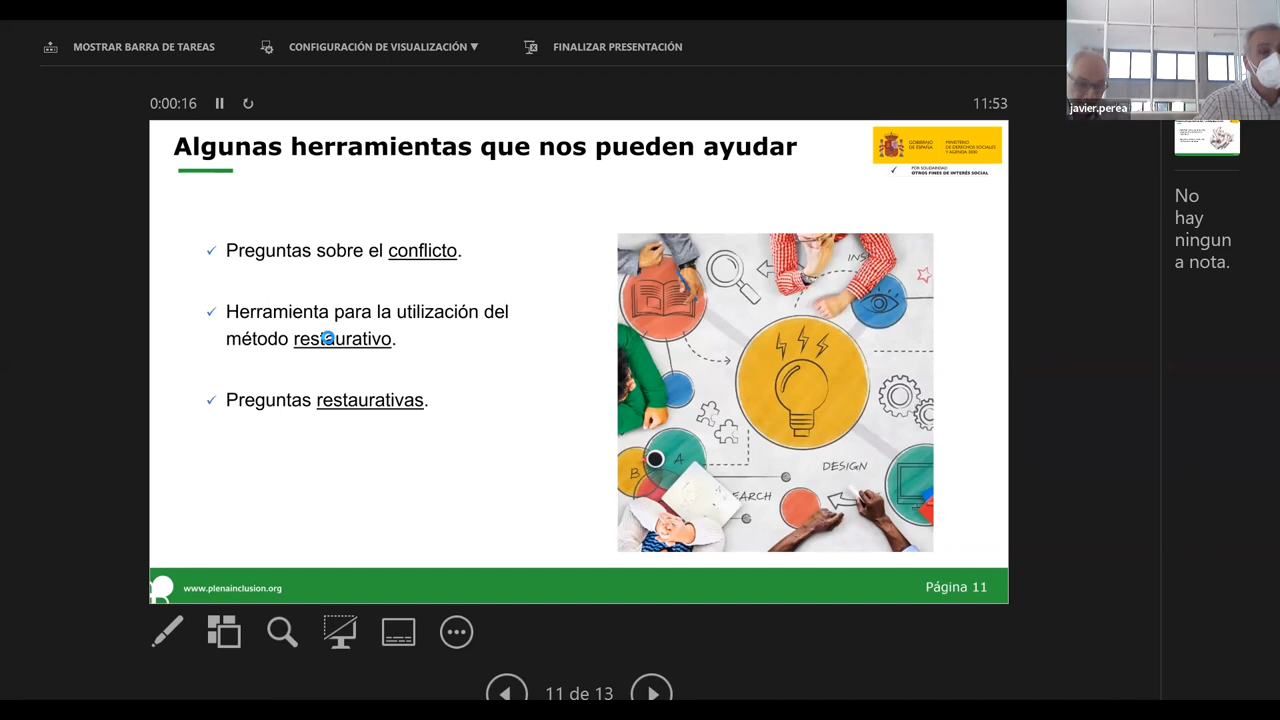 MOSTRAR BARRA DE TAREAS
CONFIGURACIÓN DE VISUALIZACIÓN ▼
FINALIZAR PRESENTACIÓN
javier.perea
0:00:16
11:53
Algunas herramientas que nos pueden ayudar
GOBIERNO
DE ESPAÑA
MINISTERIO
DE DERECHOS SOCIALES
Y AGENDA 2030
POR SOLIDARIDAD
OTROS FINES DE INTERÉS SOCIAL
Preguntas sobre el conflicto.
Herramienta para la utilización del
método restaurativo.
Preguntas restaurativas.
INS
A
B
DESIGN
EARCH
www.plenainclusion.org
Página 11
No
hay
ningun
a nota.
11 de 13